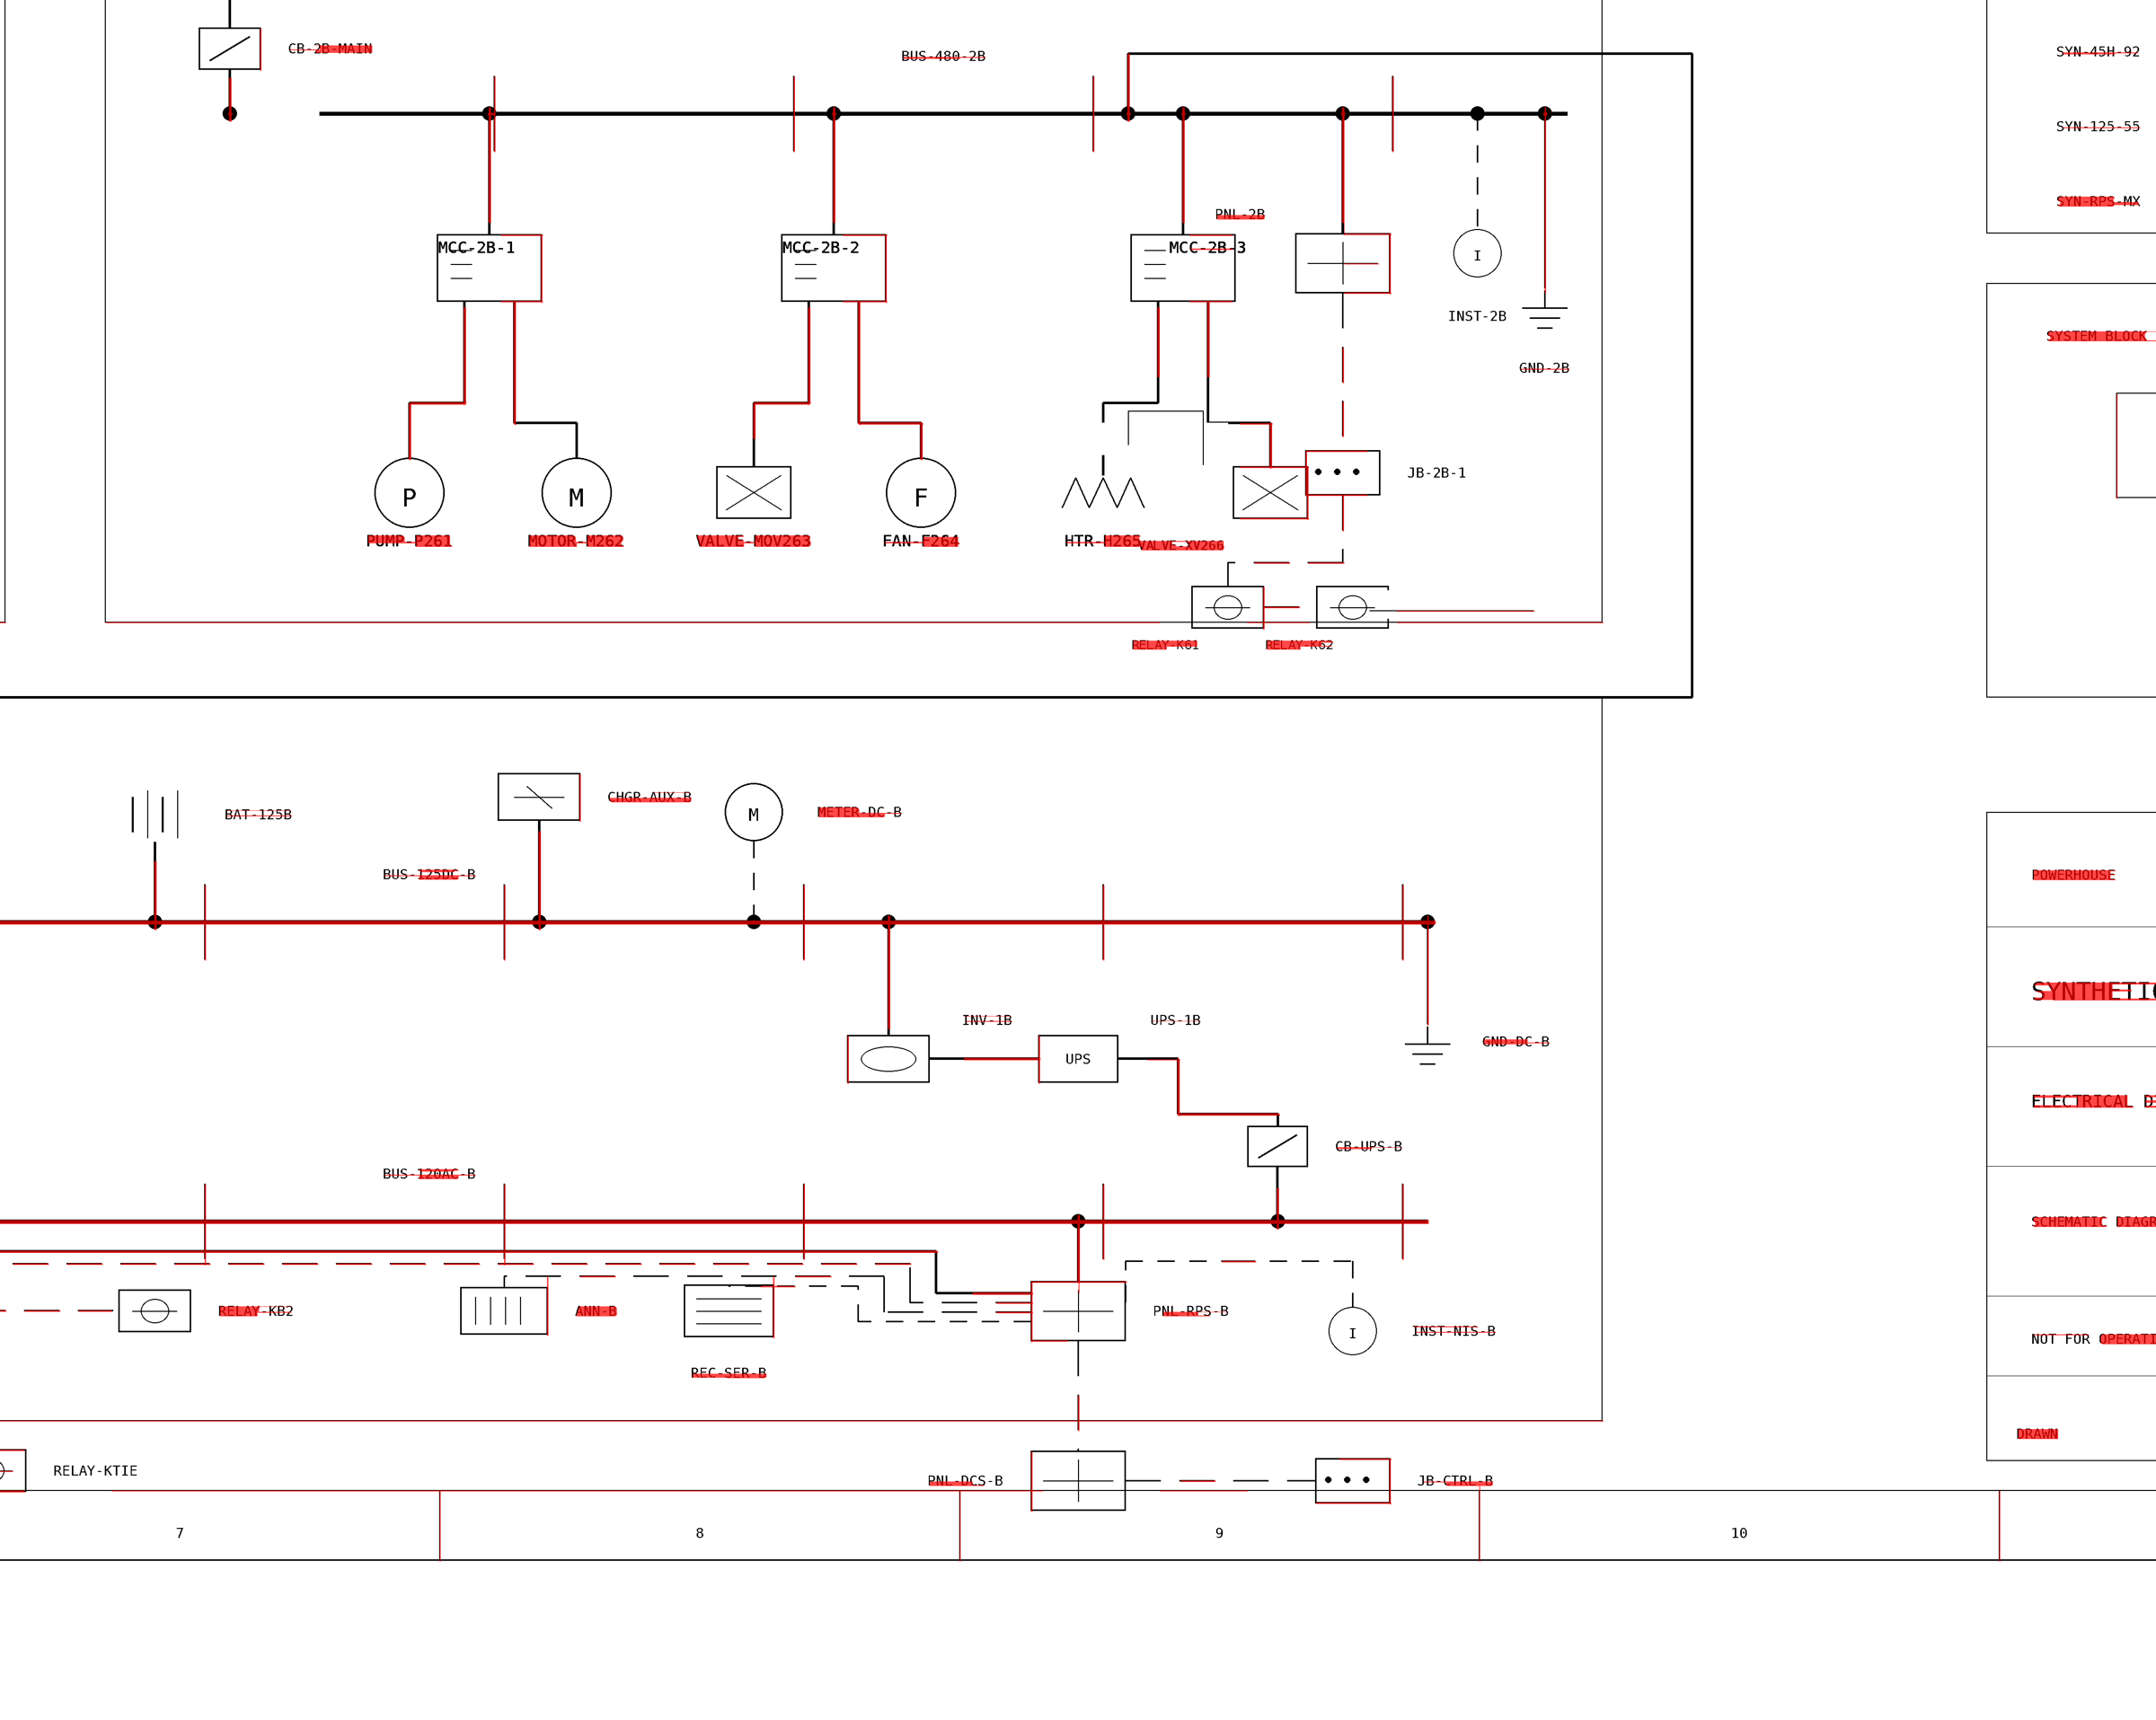 CB-2B-MAIN
BUS-480-2B
PNL-2B
MCC-2B-1
MCC-2B-2
MCC-2B-3
I
INST-2B
GND-2B
JB-2B-1
P
M
F
PUMP-P261
MOTOR-M262
VALVE-MOV263
FAN-F264
HTR-H265
VALVE-XV266
RELAY-K61
RELAY-K62
SYN-45H-92
SYN-125-55
SYN-RPS-MX
SYSTEM BLOCK
BAT-125B
CHGR-AUX-B
M
METER-DC-B
BUS-125DC-B
INV-1B
UPS-1B
UPS
GND-DC-B
CB-UPS-B
BUS-120AC-B
RELAY-KB2
ANN-B
REC-SER-B
PNL-RPS-B
I
INST-NIS-B
RELAY-KTIE
PNL-DCS-B
JB-CTRL-B
POWERHOUSE
SYNTHETIC
ELECTRICAL D
SCHEMATIC DIAGR
NOT FOR OPERATI
DRAWN
7
8
9
10